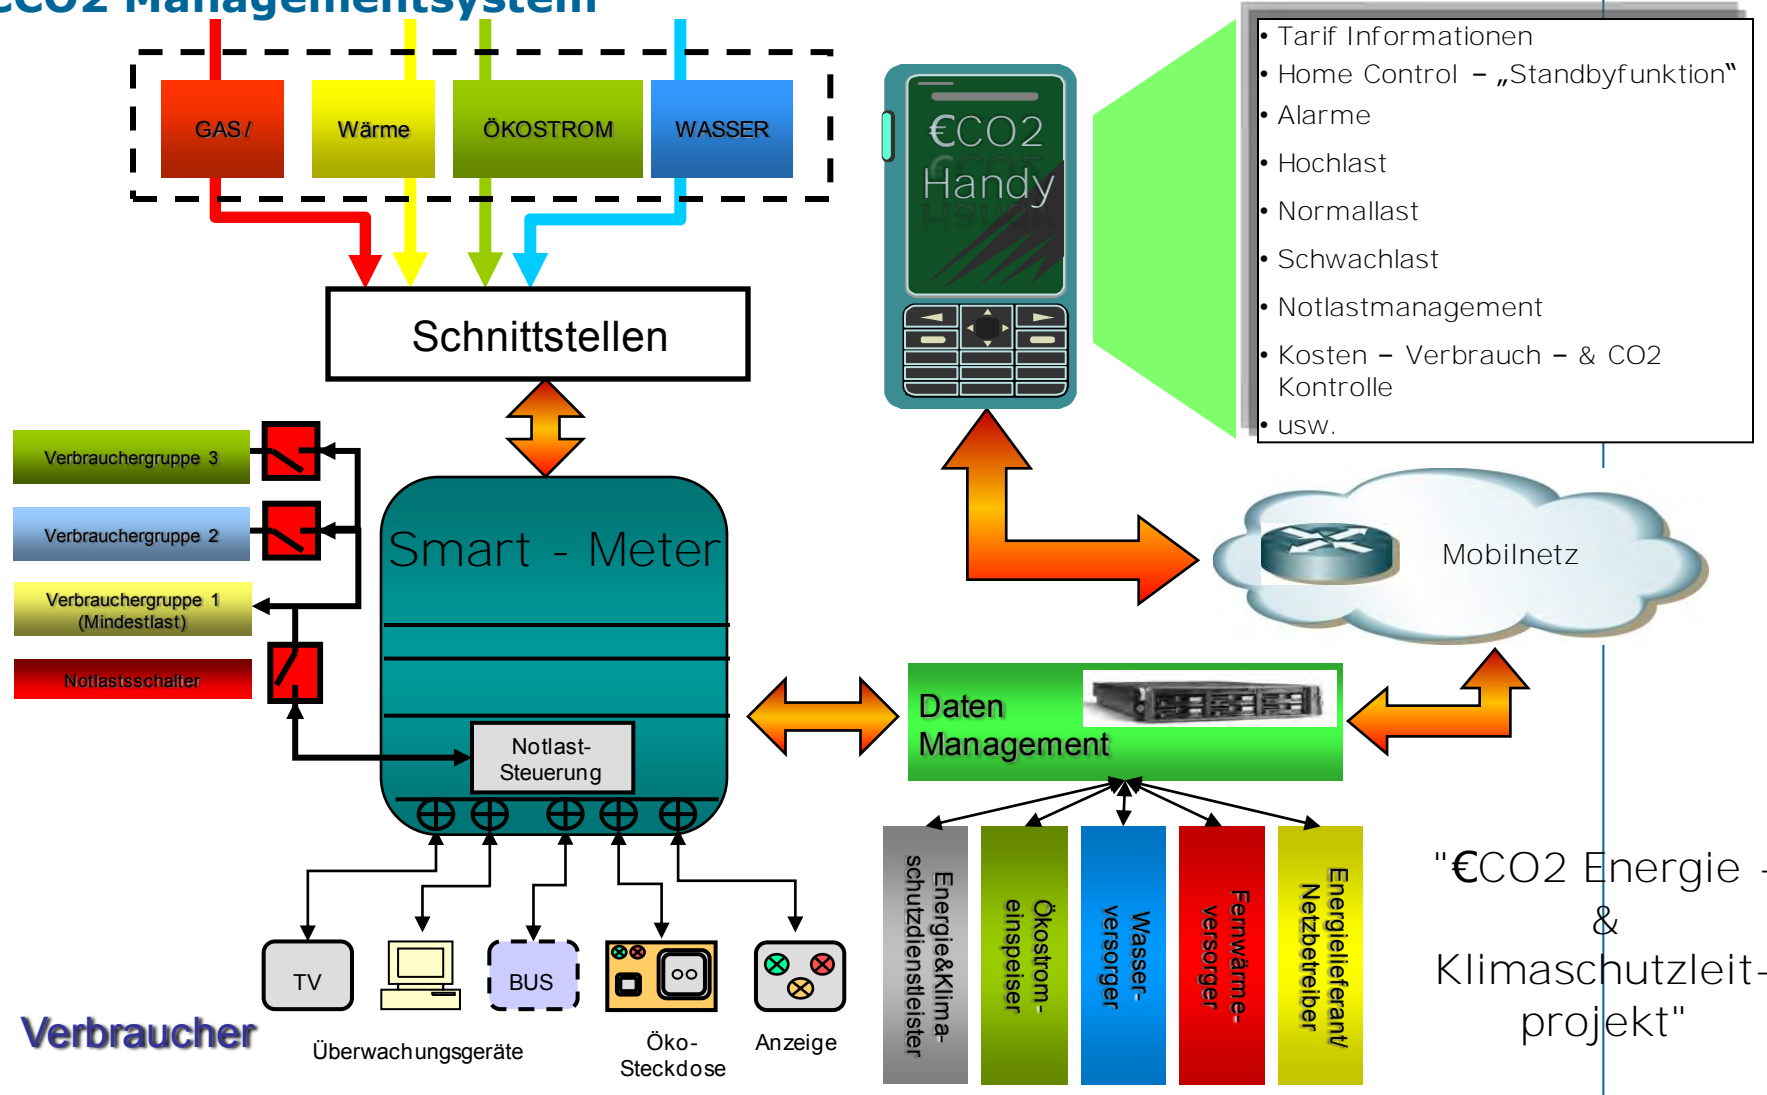 €CO2 Managementsystem
GAS/
Wärme
ÖKOSTROM
WASSER
Schnittstellen
€CO2
Handy
• Tarif Informationen
• Home Control – „Standbyfunktion“
• Alarme
• Hochlast
• Normallast
• Schwachlast
• Notlastmanagement
• Kosten – Verbrauch – & CO2
Kontrolle
• usw.
Verbrauchergruppe 3
Verbrauchergruppe 2
Verbrauchergruppe 1
(Mindestlast)
Notlastsschalter
Smart - Meter
Notlast-
Steuerung
Mobilnetz
Daten
Management
Energie&Klima-
schutzdienstleister
Ökostrom-
einspeiser
Wasser-
versorger
Fernwärme-
versorger
Energielieferant/
Netzbetreiber
TV
BUS
Verbraucher
Überwachungsgeräte
Öko-
Steckdose
Anzeige
"€CO2 Energie -
&
Klimaschutzleit-
projekt"